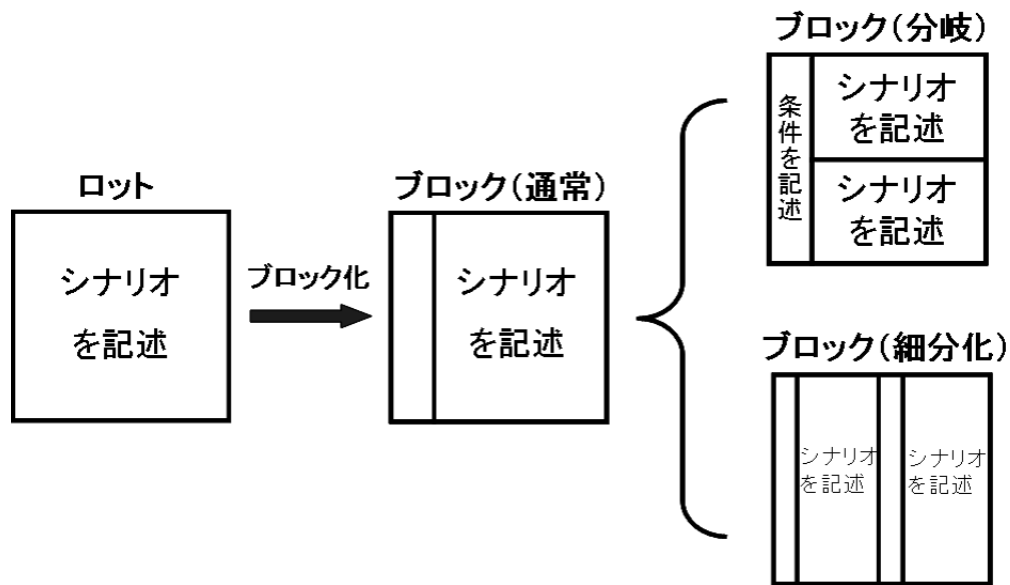 ロット
シナリオ
を記述
ブロック化
ブロック(通常)
シナリオ
を記述
ブロック(分岐)
条件を記述
シナリオ
を記述
シナリオ
を記述
ブロック(細分化)
シナリオ
を記述
シナリオ
を記述